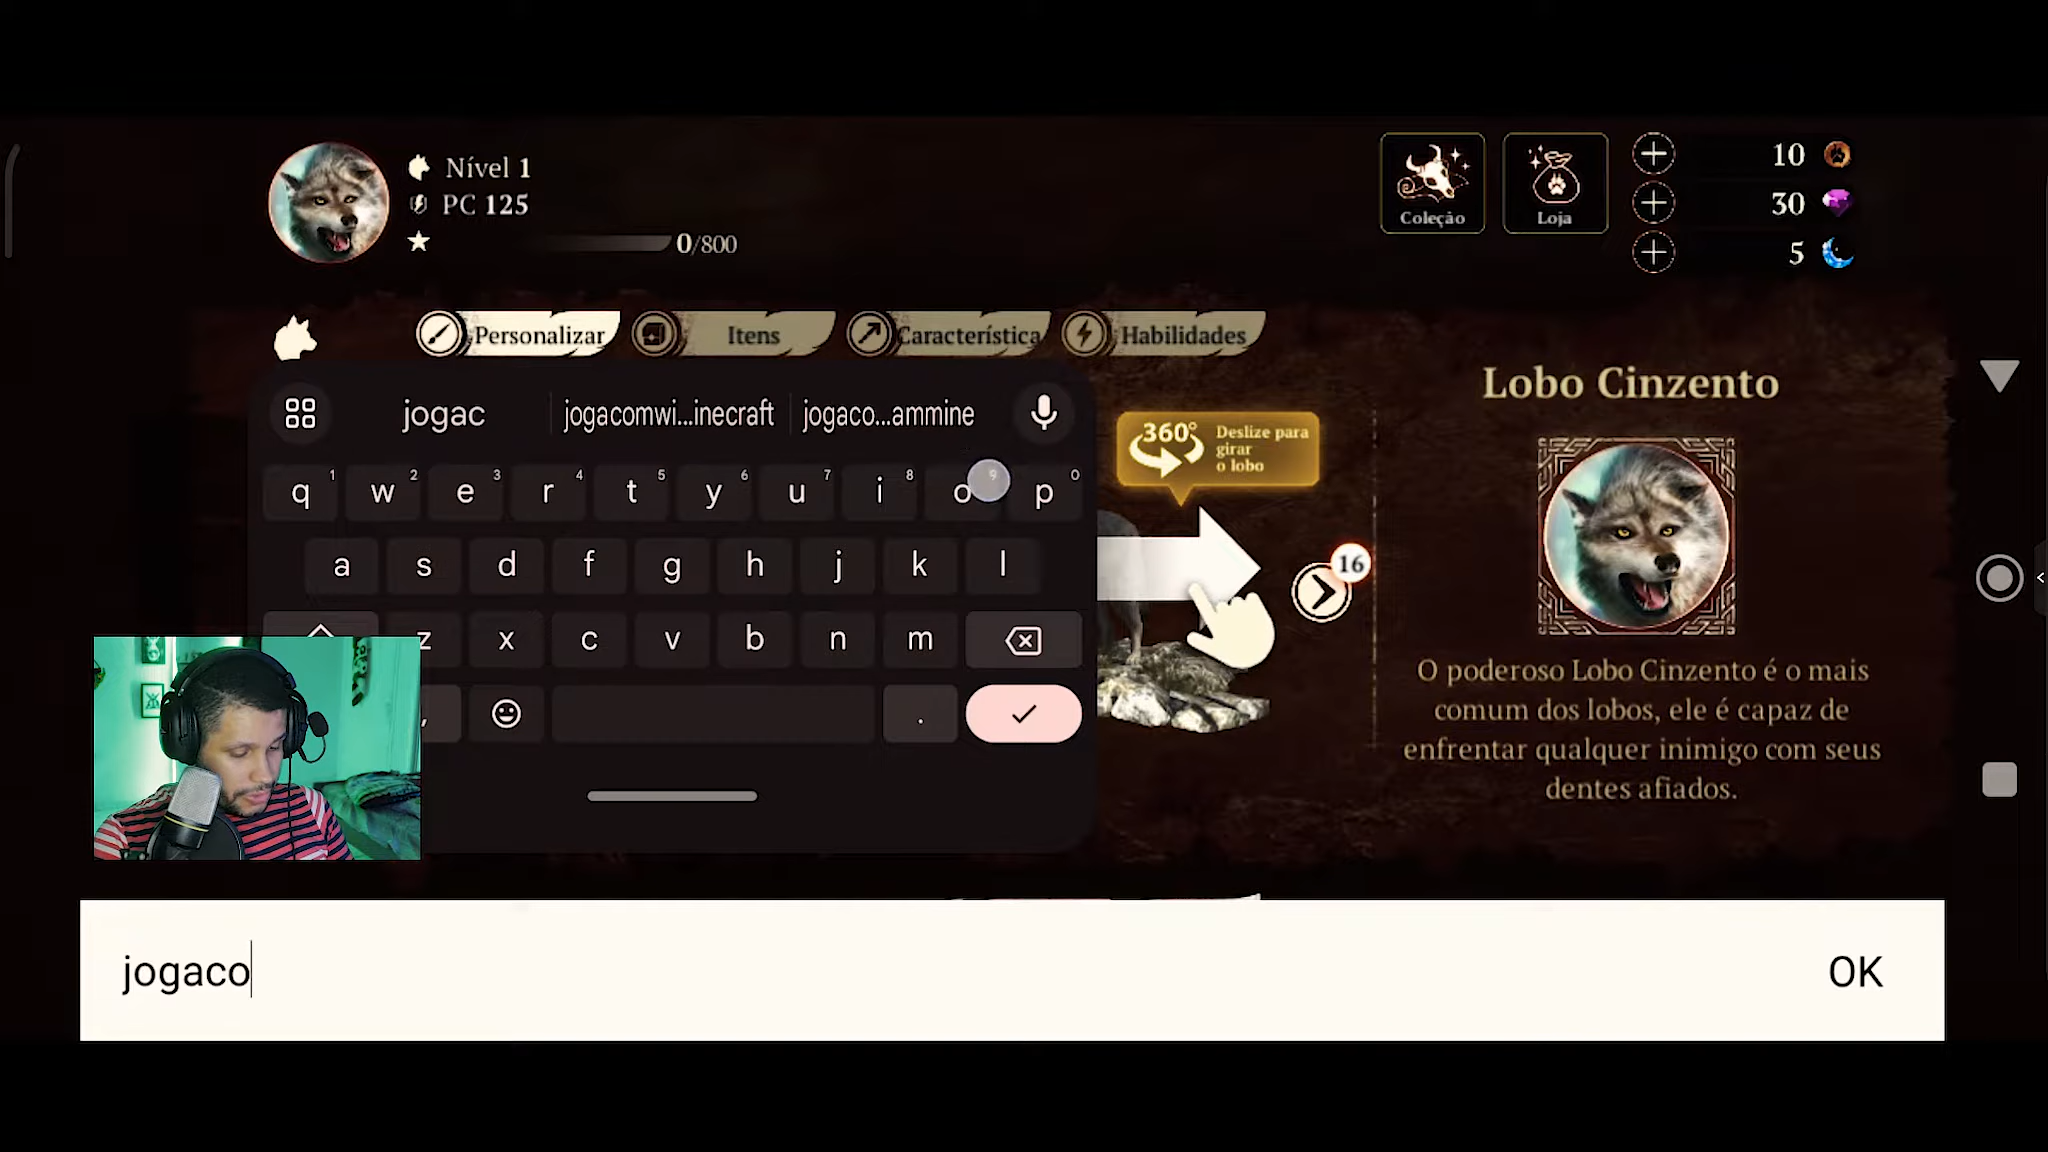 Nível 1
PC 125
0/800
Coleção
Loja
10
30
5
Personalizar
Itens
Característica
Habilidades
Lobo Cinzento
jogac
jogacomwi...inecraft
jogaco...ammine
360°
Deslize para
girar
o lobo
1 2 3 4 5 6 7 8 9 0
q w e r t y u i o p
a s d f g h j k l
z x c v b n m
, .
16
O poderoso Lobo Cinzento é o mais
comum dos lobos, ele é capaz de
enfrentar qualquer inimigo com seus
dentes afiados.
jogaco
OK